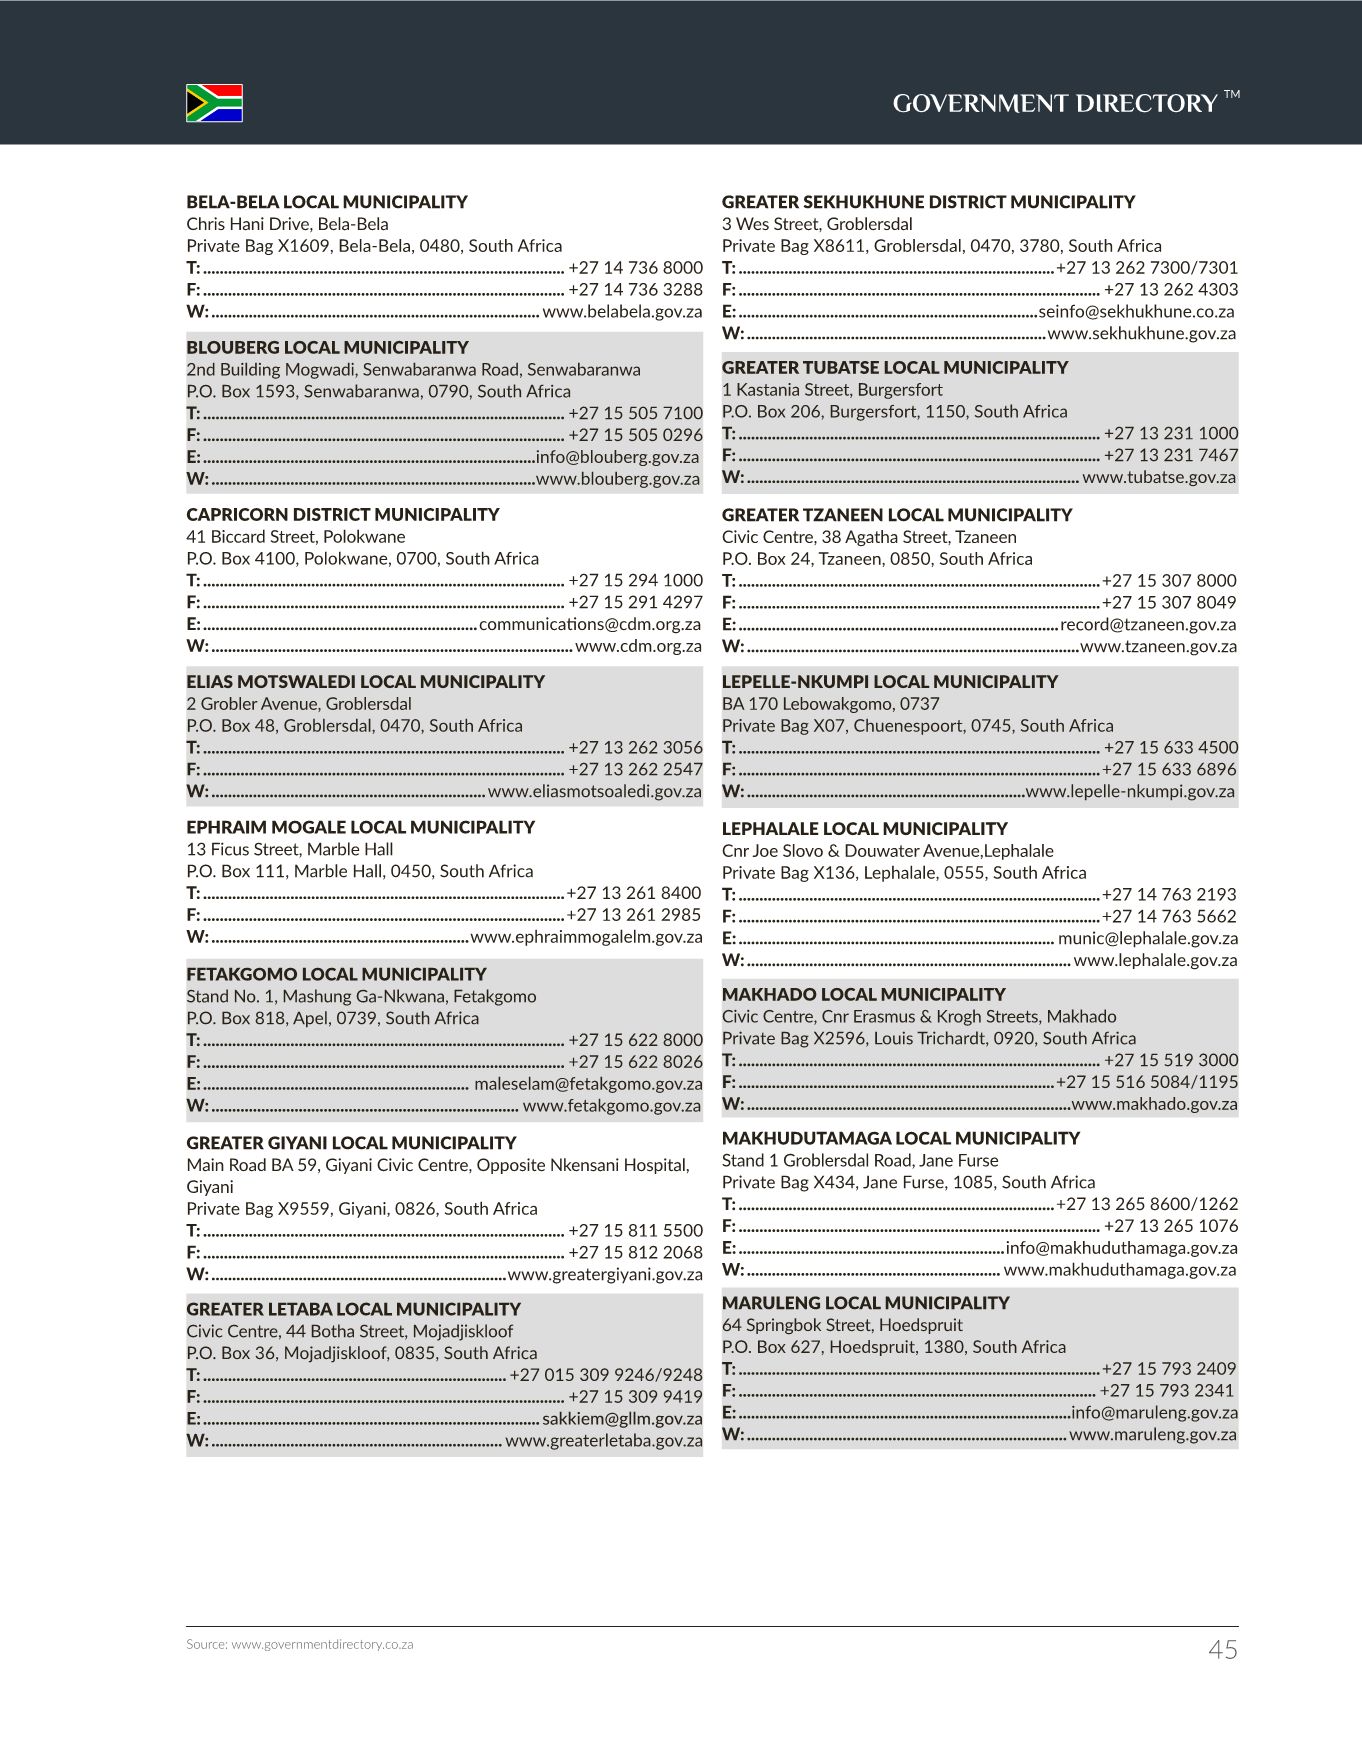 GOVERNMENT DIRECTORY ™
BELA-BELA LOCAL MUNICIPALITY
Chris Hani Drive, Bela-Bela
Private Bag X1609, Bela-Bela, 0480, South Africa
T: +27 14 736 8000
F: +27 14 736 3288
W: www.belabela.gov.za
BLOUBERG LOCAL MUNICIPALITY
2nd Building Mogwadi, Senwabaranwa Road, Senwabaranwa
P.O. Box 1593, Senwabaranwa, 0790, South Africa
T: +27 15 505 7100
F: +27 15 505 0296
E: info@blouberg.gov.za
W: www.blouberg.gov.za
CAPRICORN DISTRICT MUNICIPALITY
41 Biccard Street, Polokwane
P.O. Box 4100, Polokwane, 0700, South Africa
T: +27 15 294 1000
F: +27 15 291 4297
E: communications@cdm.org.za
W: www.cdm.org.za
ELIAS MOTSWALEDI LOCAL MUNICIPALITY
2 Grobler Avenue, Groblersdal
P.O. Box 48, Groblersdal, 0470, South Africa
T: +27 13 262 3056
F: +27 13 262 2547
W: www.eliasmotsoaledi.gov.za
EPHRAIM MOGALE LOCAL MUNICIPALITY
13 Ficus Street, Marble Hall
P.O. Box 111, Marble Hall, 0450, South Africa
T: +27 13 261 8400
F: +27 13 261 2985
W: www.ephraimmogalelm.gov.za
FETAKGOMO LOCAL MUNICIPALITY
Stand No. 1, Mashung Ga-Nkwana, Fetakgomo
P.O. Box 818, Apel, 0739, South Africa
T: +27 15 622 8000
F: +27 15 622 8026
E: maleselam@fetakgomo.gov.za
W: www.fetakgomo.gov.za
GREATER GIYANI LOCAL MUNICIPALITY
Main Road BA 59, Giyani Civic Centre, Opposite Nkensani Hospital,
Giyani
Private Bag X9559, Giyani, 0826, South Africa
T: +27 15 811 5500
F: +27 15 812 2068
W: www.greatergiyani.gov.za
GREATER LETABA LOCAL MUNICIPALITY
Civic Centre, 44 Botha Street, Mojadjiskloof
P.O. Box 36, Mojadjiskloof, 0835, South Africa
T: +27 015 309 9246/9248
F: +27 15 309 9419
E: sakkiem@gllm.gov.za
W: www.greaterletaba.gov.za
GREATER SEKHUKHUNE DISTRICT MUNICIPALITY
3 Wes Street, Groblersdal
Private Bag X8611, Groblersdal, 0470, 3780, South Africa
T: +27 13 262 7300/7301
F: +27 13 262 4303
E: seinfo@sekhukhune.co.za
W: www.sekhukhune.gov.za
GREATER TUBATSE LOCAL MUNICIPALITY
1 Kastania Street, Burgersfort
P.O. Box 206, Burgersfort, 1150, South Africa
T: +27 13 231 1000
F: +27 13 231 7467
W: www.tubatse.gov.za
GREATER TZANEEN LOCAL MUNICIPALITY
Civic Centre, 38 Agatha Street, Tzaneen
P.O. Box 24, Tzaneen, 0850, South Africa
T: +27 15 307 8000
F: +27 15 307 8049
E: record@tzaneen.gov.za
W: www.tzaneen.gov.za
LEPELLE-NKUMPI LOCAL MUNICIPALITY
BA 170 Lebowakgomo, 0737
Private Bag X07, Chuenespoort, 0745, South Africa
T: +27 15 633 4500
F: +27 15 633 6896
W: www.lepelle-nkumpi.gov.za
LEPHALALE LOCAL MUNICIPALITY
Cnr Joe Slovo & Douwater Avenue,Lephalale
Private Bag X136, Lephalale, 0555, South Africa
T: +27 14 763 2193
F: +27 14 763 5662
E: munic@lephalale.gov.za
W: www.lephalale.gov.za
MAKHADO LOCAL MUNICIPALITY
Civic Centre, Cnr Erasmus & Krogh Streets, Makhado
Private Bag X2596, Louis Trichardt, 0920, South Africa
T: +27 15 519 3000
F: +27 15 516 5084/1195
W: www.makhado.gov.za
MAKHUDUTAMAGA LOCAL MUNICIPALITY
Stand 1 Groblersdal Road, Jane Furse
Private Bag X434, Jane Furse, 1085, South Africa
T: +27 13 265 8600/1262
F: +27 13 265 1076
E: info@makhuduthamaga.gov.za
W: www.makhuduthamaga.gov.za
MARULENG LOCAL MUNICIPALITY
64 Springbok Street, Hoedspruit
P.O. Box 627, Hoedspruit, 1380, South Africa
T: +27 15 793 2409
F: +27 15 793 2341
E: info@maruleng.gov.za
W: www.maruleng.gov.za
Source: www.governmentdirectory.co.za
45